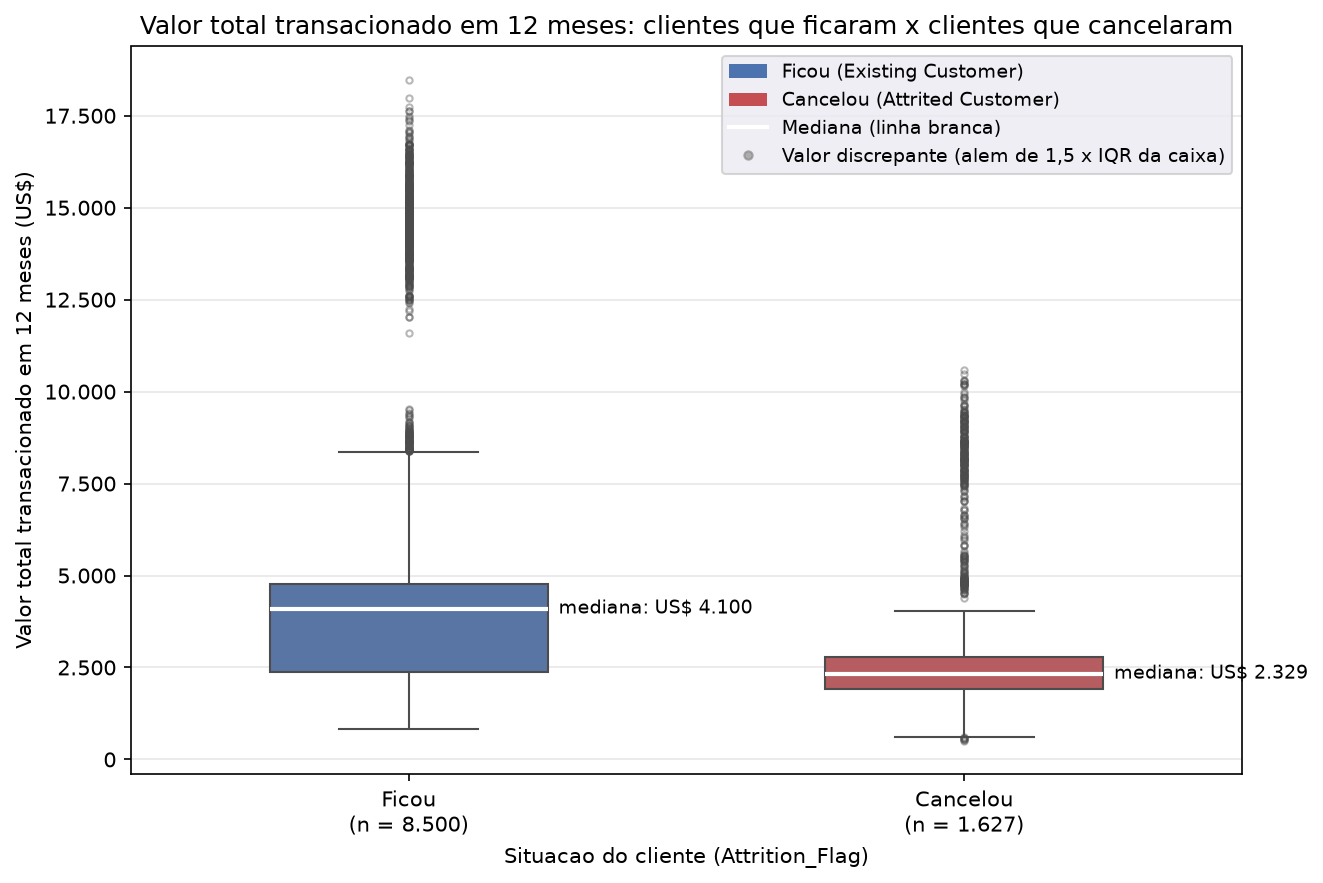 Valor total transacionado em 12 meses: clientes que ficaram x clientes que cancelaram
Ficou (Existing Customer)
Cancelou (Attrited Customer)
Mediana (linha branca)
Valor discrepante (alem de 1,5 x IQR da caixa)
Valor total transacionado em 12 meses (US$)
17.500
15.000
12.500
10.000
7.500
5.000
2.500
0
mediana: US$ 4.100
mediana: US$ 2.329
Ficou
(n = 8.500)
Cancelou
(n = 1.627)
Situacao do cliente (Attrition_Flag)